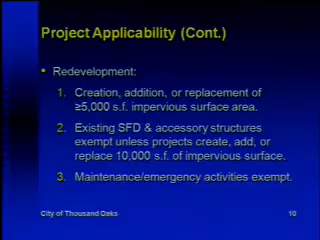 Project Applicability (Cont.)
• Redevelopment:
1. Creation, addition, or replacement of
≥5,000 s.f. impervious surface area.
2. Existing SFD & accessory structures
exempt unless projects create, add, or
replace 10,000 s.f. of impervious surface.
3. Maintenance/emergency activities exempt.
City of Thousand Oaks 10